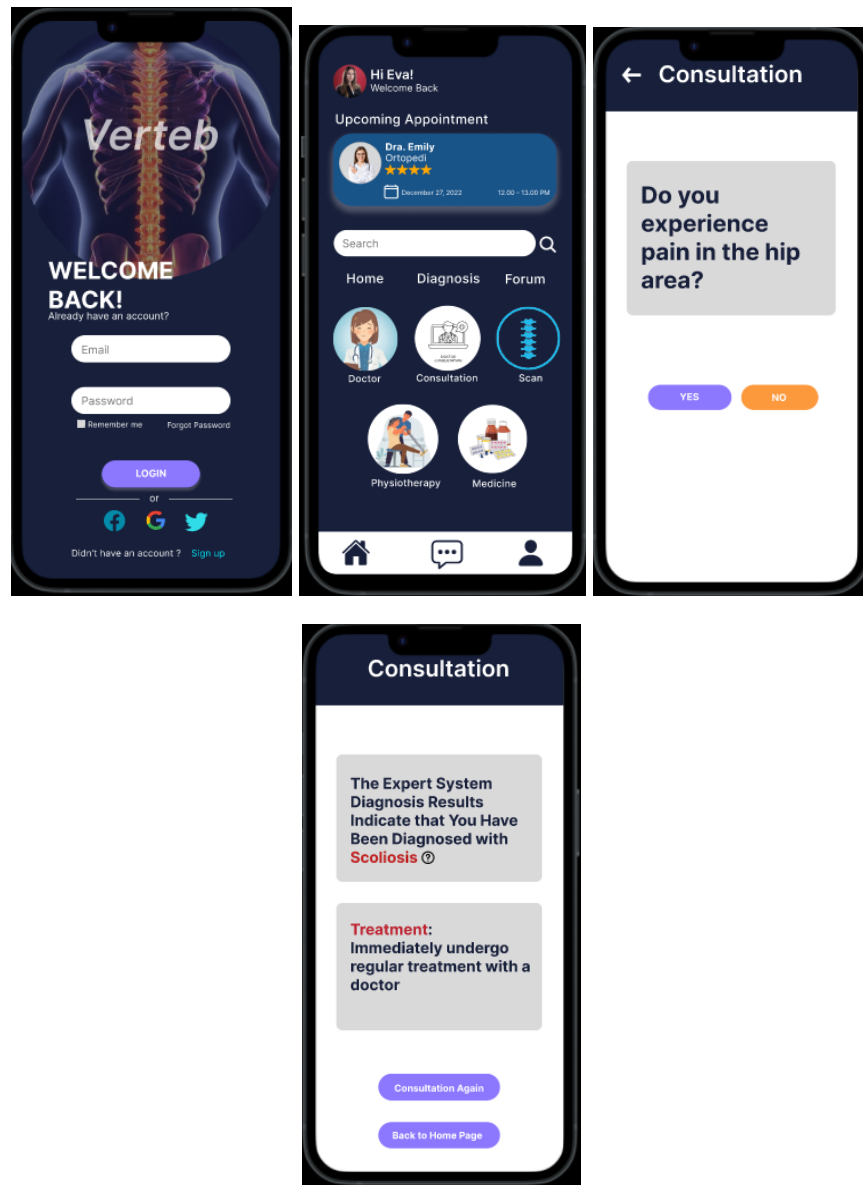 Verteb
WELCOME
BACK!
Already have an account?
Email
Password
Remember me
Forgot Password
LOGIN
or
Didn't have an account ?
Sign up
Hi Eva!
Welcome Back
Upcoming Appointment
Dra. Emily
Ortopedi
December 27, 2022
12.00 - 13.00 PM
Search
Home
Diagnosis
Forum
Doctor
Consultation
Scan
Physiotherapy
Medicine
Consultation
Do you
experience
pain in the hip
area?
YES
NO
Consultation
The Expert System
Diagnosis Results
Indicate that You Have
Been Diagnosed with
Scoliosis ?
Treatment:
Immediately undergo
regular treatment with a
doctor
Consultation Again
Back to Home Page